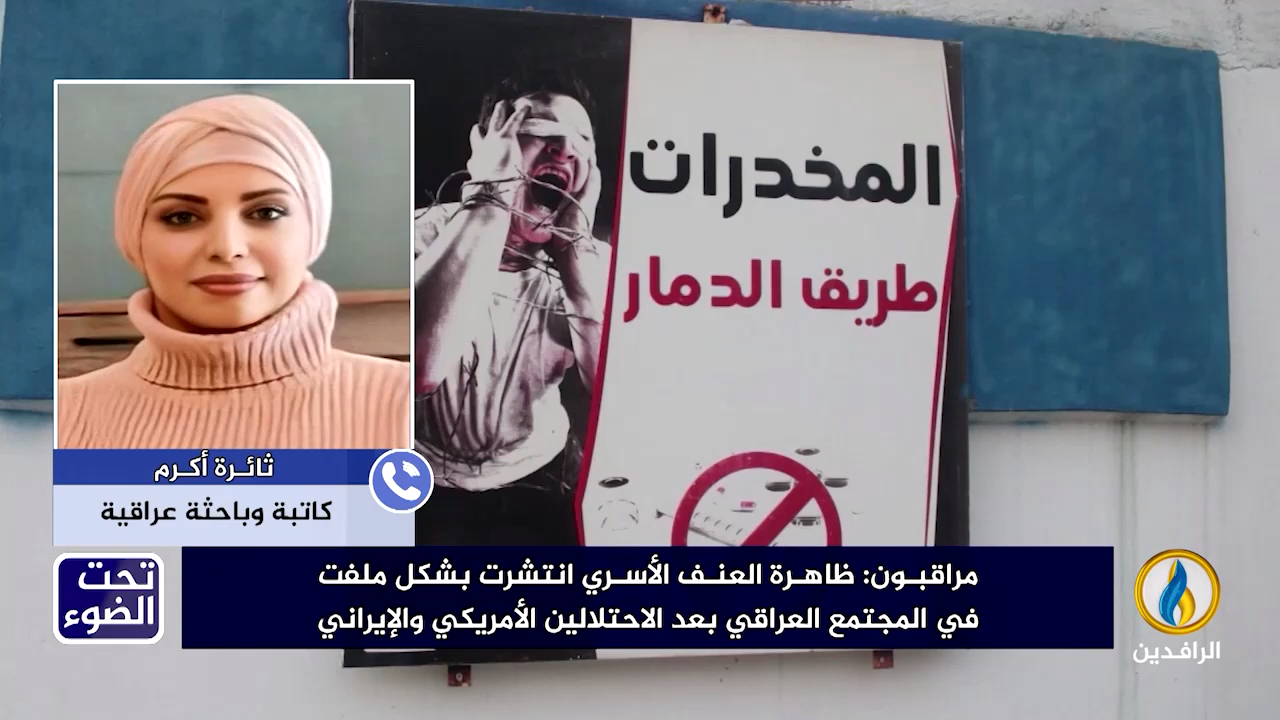 المخدرات
طريق الدمار
ثائرة أكرم
كاتبة وباحثة عراقية
تحت
الضوء
مراقبون: ظاهرة العنف الأسري انتشرت بشكل ملفت
في المجتمع العراقي بعد الاحتلالين الأمريكي والإيراني
الرافدين